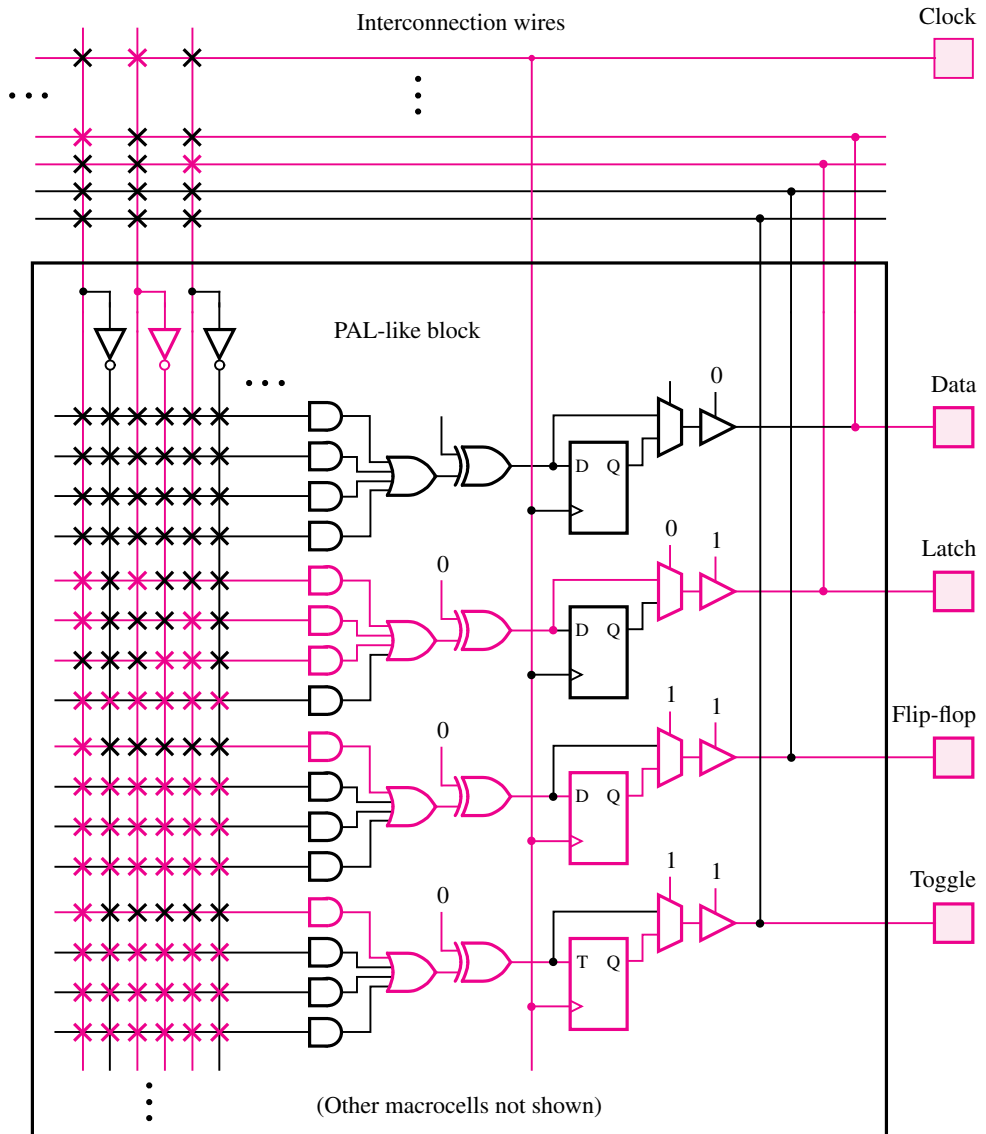 Interconnection wires
Clock
PAL-like block
0
Data
D Q
0
0
1
Latch
D Q
0
1
1
Flip-flop
D Q
0
1
1
Toggle
T Q
(Other macrocells not shown)